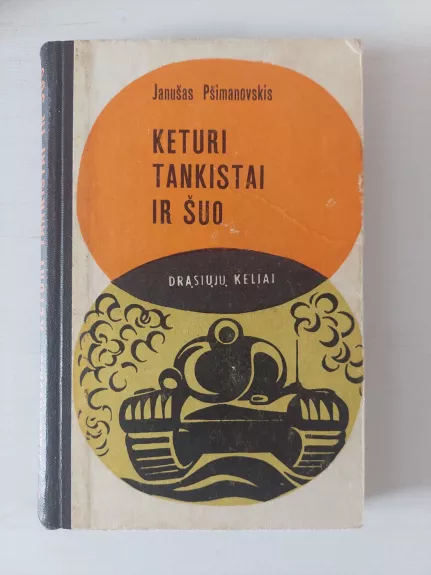 Janušas Pšimanovskis
KETURI
TANKISTAI
IR ŠUO
DRĄSIŲJŲ KELIAI